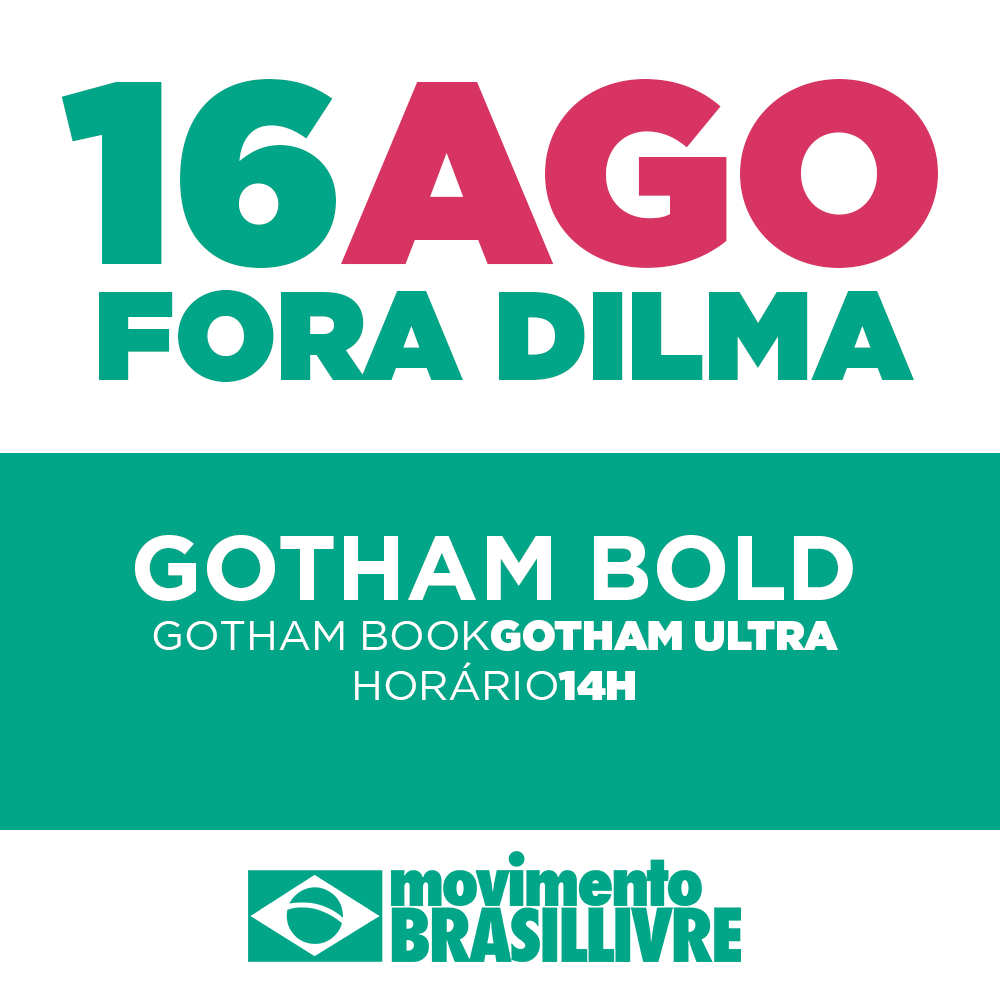 16AGO
FORA DILMA
GOTHAM BOLD
GOTHAM BOOKGOTHAM ULTRA
HORÁRIO14H
movimento
BRASILLIVRE